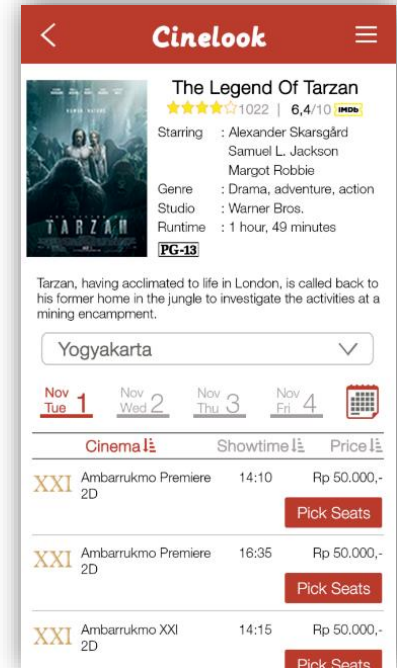 Cinelook
The Legend Of Tarzan
1022 | 6,4/10 IMDb
Starring : Alexander Skarsgård
Samuel L. Jackson
Margot Robbie
Genre : Drama, adventure, action
Studio : Warner Bros.
Runtime : 1 hour, 49 minutes
PG-13
HUMAN. NATURE
THE LEGEND OF
TARZAN
Tarzan, having acclimated to life in London, is called back to
his former home in the jungle to investigate the activities at a
mining encampment.
Yogyakarta
Nov Tue 1 Nov Wed 2 Nov Thu 3 Nov Fri 4
Cinema Showtime Price
XXI Ambarrukmo Premiere 14:10 Rp 50.000,-
2D
Pick Seats
XXI Ambarrukmo Premiere 16:35 Rp 50.000,-
2D
Pick Seats
XXI Ambarrukmo XXI 14:15 Rp 50.000,-
2D
Pick Seats